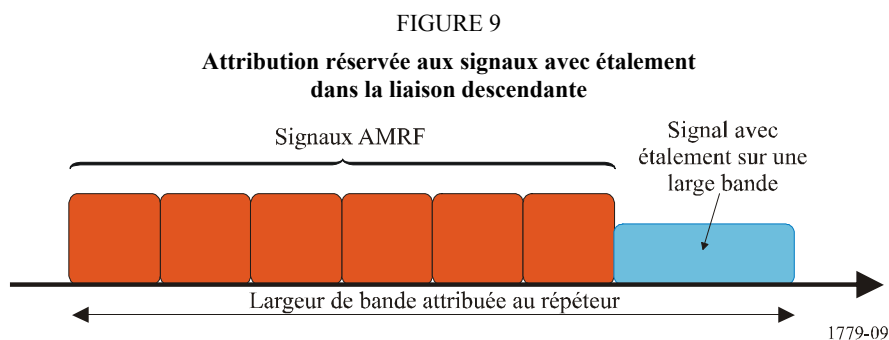 FIGURE 9
Attribution réservée aux signaux avec étalement
dans la liaison descendante
Signaux AMRF
Signal avec
étalement sur une
large bande
Largeur de bande attribuée au répéteur
1779-09